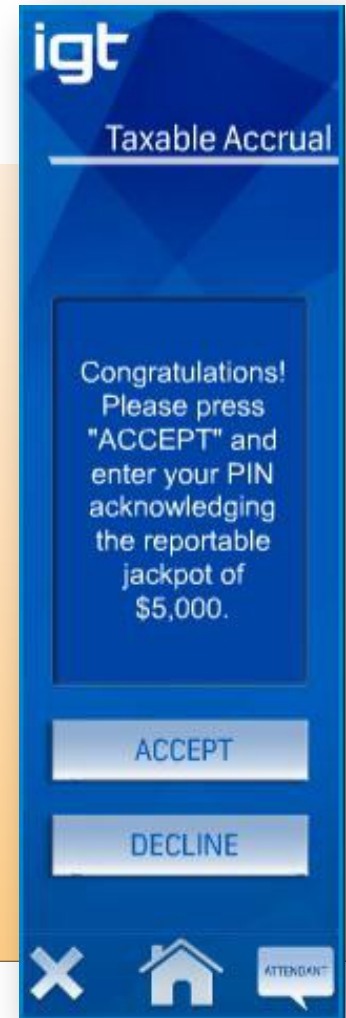 igt
Taxable Accrual
Congratulations!
Please press
"ACCEPT" and
enter your PIN
acknowledging
the reportable
jackpot of
$5,000.
ACCEPT
DECLINE
ATTENDANT